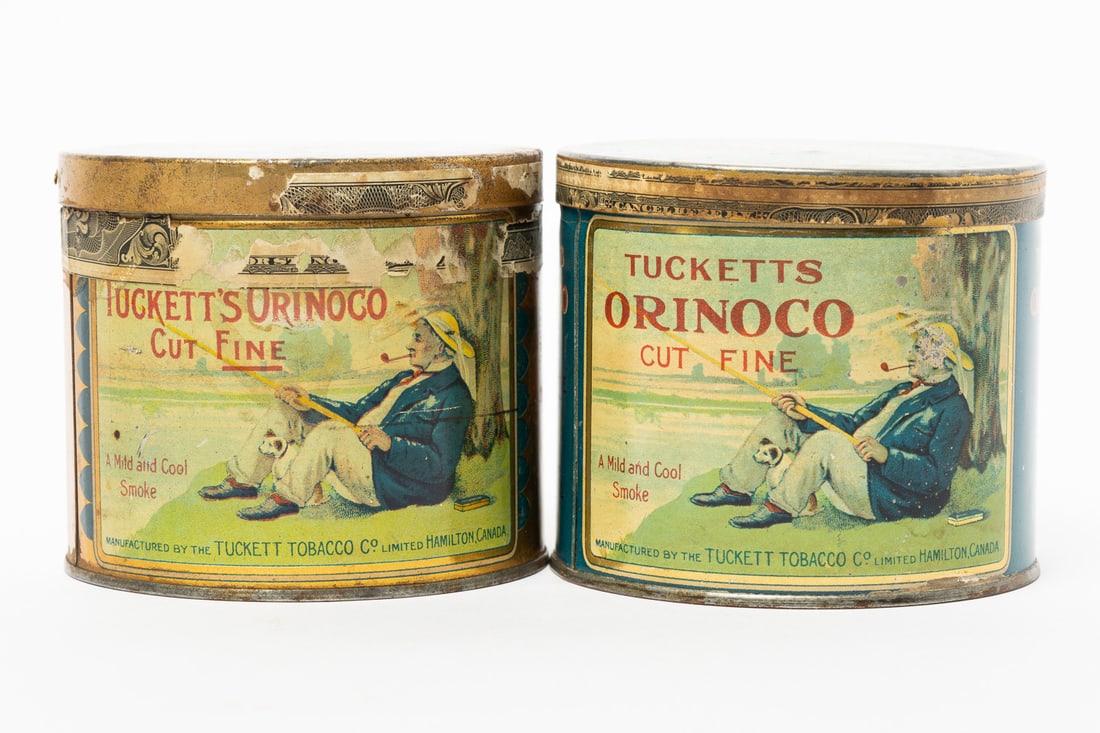 TUCKETT'S ORINOCO
CUT FINE
A Mild and Cool
Smoke
MANUFACTURED BY THE TUCKETT TOBACCO Co. LIMITED HAMILTON, CANADA
TUCKETTS
ORINOCO
CUT FINE
A Mild and Cool
Smoke
MANUFACTURED BY THE TUCKETT TOBACCO Co. LIMITED HAMILTON, CANADA